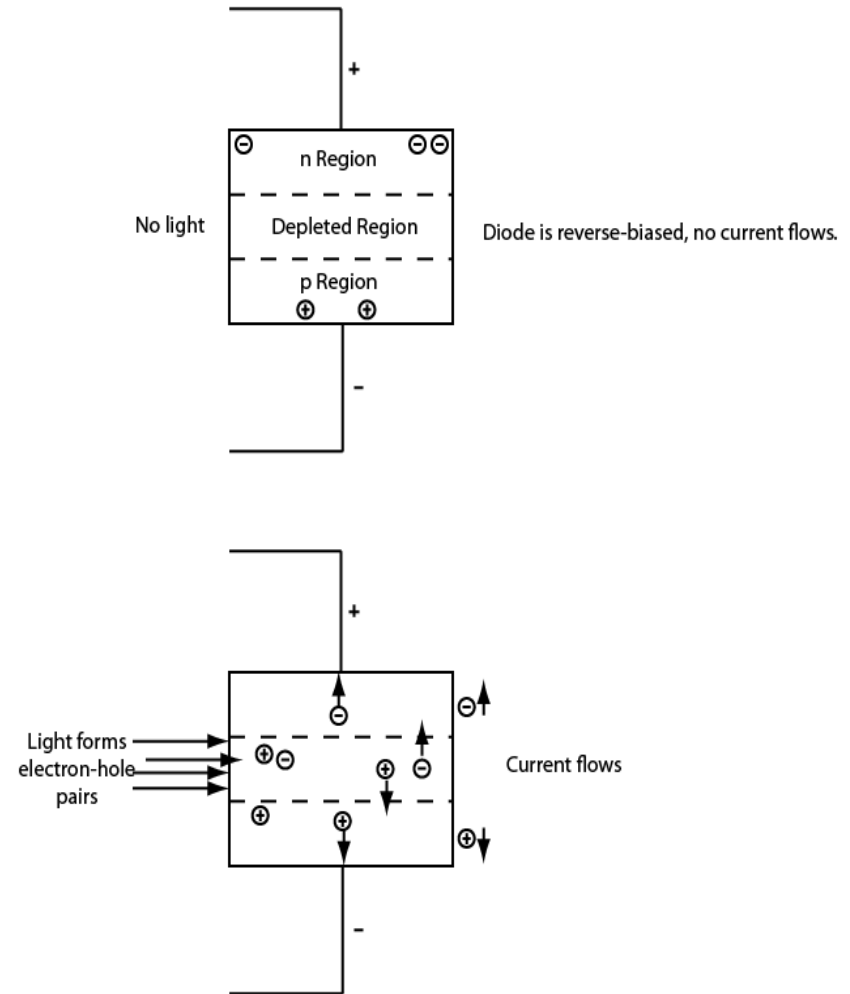 +
⊖ ⊖⊖
n Region
No light
Depleted Region
Diode is reverse-biased, no current flows.
p Region
⊕ ⊕
-
+
⊖
⊖
Light forms
electron-hole
pairs
⊕⊖
⊕ ⊖
Current flows
⊕ ⊕
⊕
-